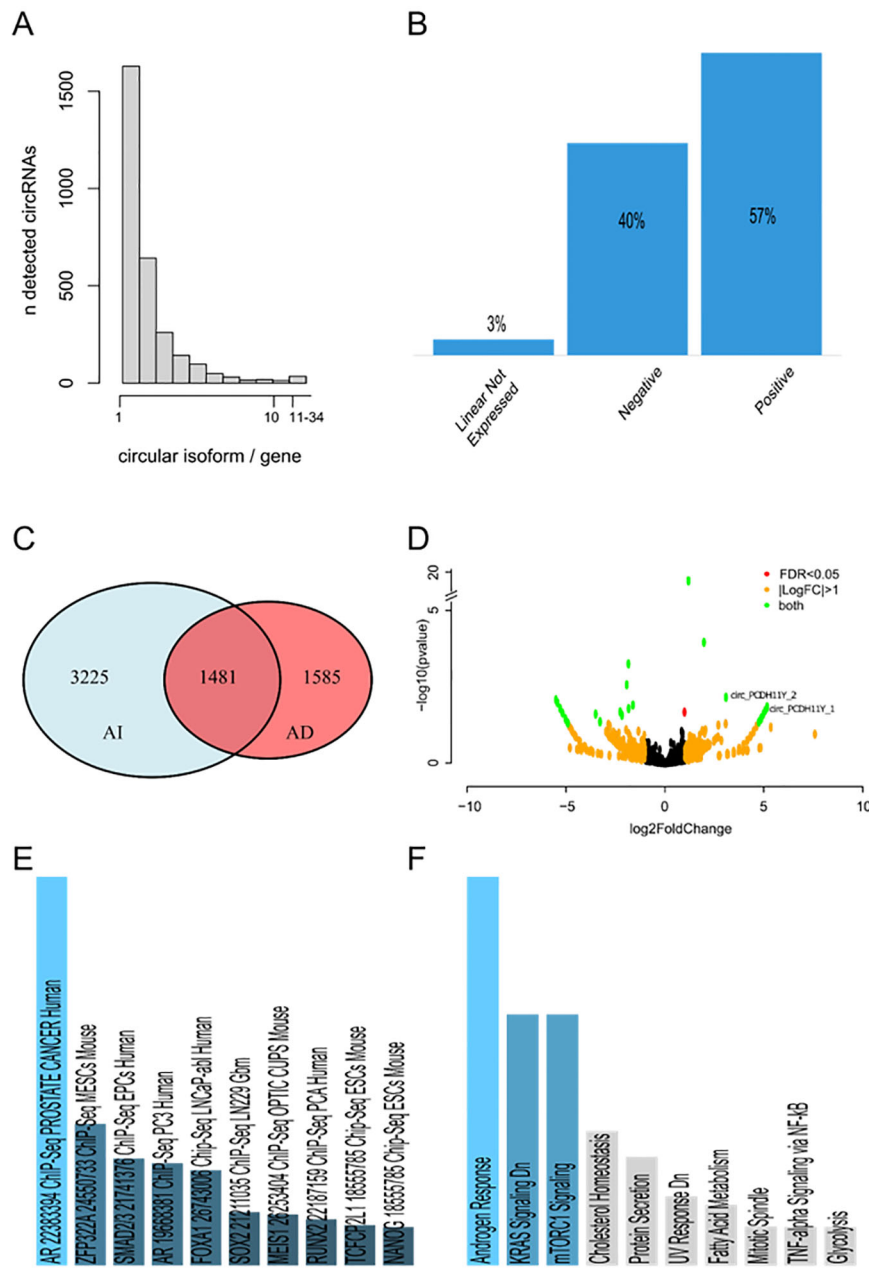 A
1500
1000
500
0
n detected circRNAs
1
10
11-34
circular isoform / gene
B
3%
40%
57%
Linear Not
Expressed
Negative
Positive
C
3225
1481
1585
AI
AD
D
20
5
0
-log10(pvalue)
FDR<0.05
|LogFC|>1
both
circ_PCDH11Y_2
circ_PCDH11Y_1
−10
−5
0
5
10
log2FoldChange
E
AR 22383394 ChIP-Seq PROSTATE CANCER Human
ZFP322A 24550733 ChIP-Seq MESCs Mouse
SMAD2/3 21741376 ChIP-Seq EPCs Human
AR 19668381 ChIP-Seq PC3 Human
FOXA1 26743006 Chip-Seq LNCaP-abl Human
SOX2 21211035 ChIP-Seq LN229 Gbm
MEIS1 26253404 ChIP-Seq OPTIC CUPS Mouse
RUNX2 22187159 ChIP-Seq PCA Human
TCFCP2L1 18555785 Chip-Seq ESCs Mouse
NANOG 18555785 Chip-Seq ESCs Mouse
F
Androgen Response
KRAS Signaling Dn
mTORC1 Signaling
Cholesterol Homeostasis
Protein Secretion
UV Response Dn
Fatty Acid Metabolism
Mitotic Spindle
TNF-alpha Signaling via NF-kB
Glycolysis